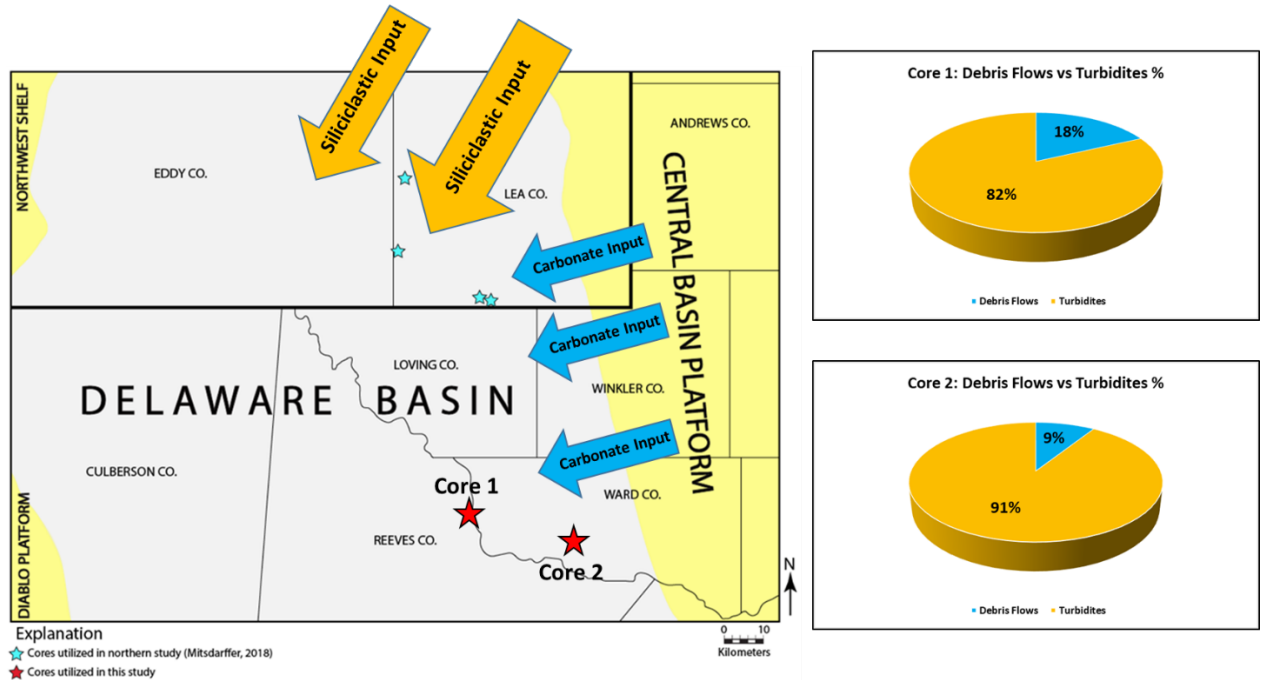 Siliciclastic Input
Siliciclastic Input
NORTHWEST SHELF
EDDY CO.
LEA CO.
ANDREWS CO.
CENTRAL BASIN PLATFORM
Carbonate Input
Carbonate Input
LOVING CO.
WINKLER CO.
DELAWARE BASIN
Carbonate Input
CULBERSON CO.
Core 1
WARD CO.
REEVES CO.
Core 2
DIABLO PLATFORM
N
0 10
Kilometers
Explanation
Cores utilized in northern study (Mitsdarffer, 2018)
Cores utilized in this study
Core 1: Debris Flows vs Turbidites %
18%
82%
Debris Flows Turbidites
Core 2: Debris Flows vs Turbidites %
9%
91%
Debris Flows Turbidites